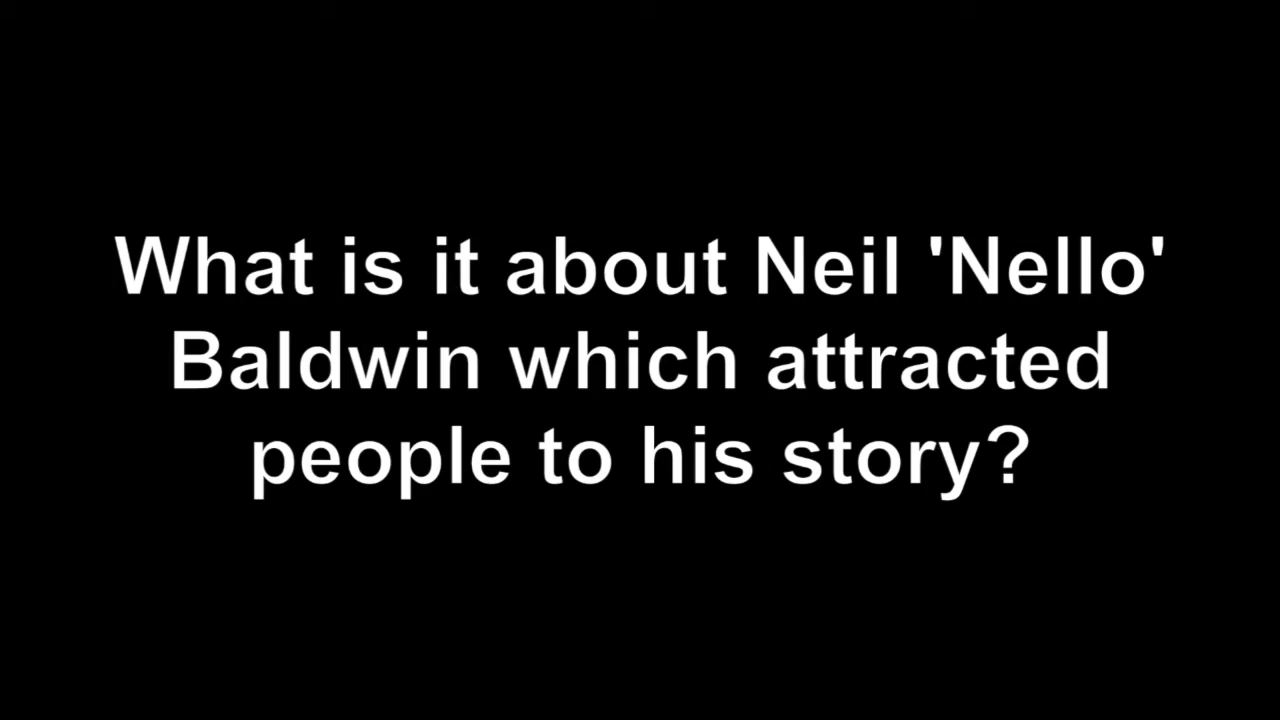 What is it about Neil 'Nello'
Baldwin which attracted
people to his story?